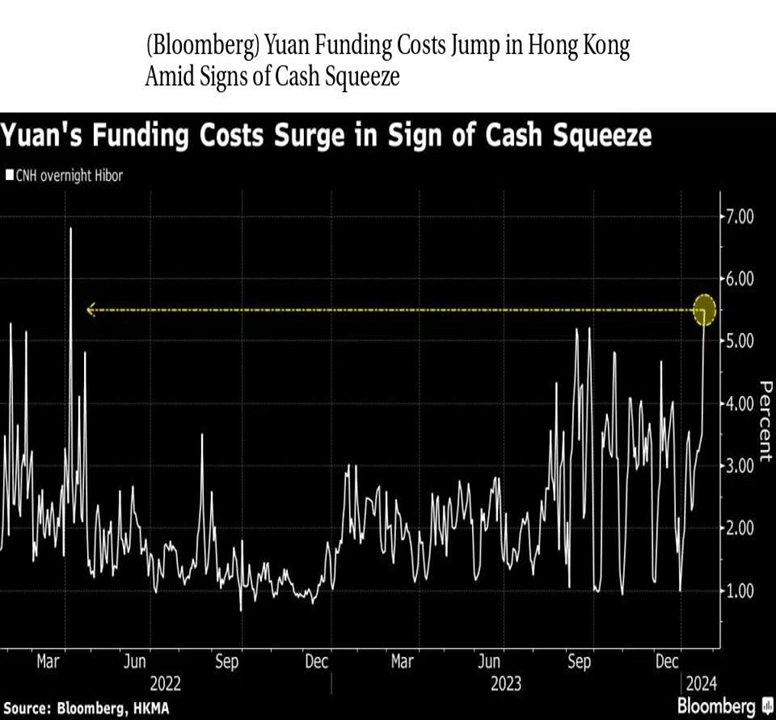 (Bloomberg) Yuan Funding Costs Jump in Hong Kong
Amid Signs of Cash Squeeze
Yuan's Funding Costs Surge in Sign of Cash Squeeze
CNH overnight Hibor
7.00
6.00
5.00
4.00
3.00
2.00
1.00
Percent
Mar Jun Sep Dec Mar Jun Sep Dec
2022 2023 2024
Source: Bloomberg, HKMA
Bloomberg